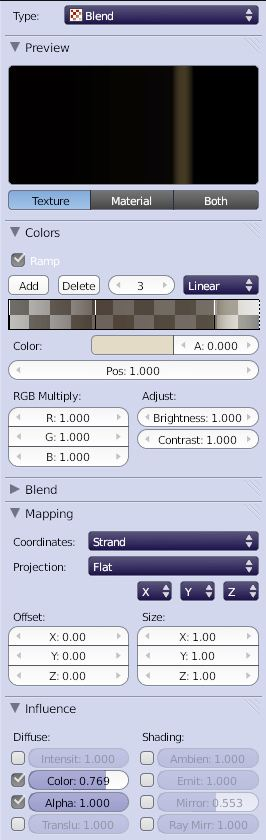 Type: Blend
Preview
Texture Material Both
Colors
Ramp
Add Delete 3 Linear
Color: A: 0.000
Pos: 1.000
RGB Multiply: Adjust:
R: 1.000 Brightness: 1.000
G: 1.000 Contrast: 1.000
B: 1.000
Blend
Mapping
Coordinates: Strand
Projection: Flat
X Y Z
Offset: Size:
X: 0.00 X: 1.00
Y: 0.00 Y: 1.00
Z: 0.00 Z: 1.00
Influence
Diffuse: Shading:
Intensit: 1.000 Ambien: 1.000
Color: 0.769 Emit: 1.000
Alpha: 1.000 Mirror: 0.553
Translu: 1.000 Ray Mirr: 1.000